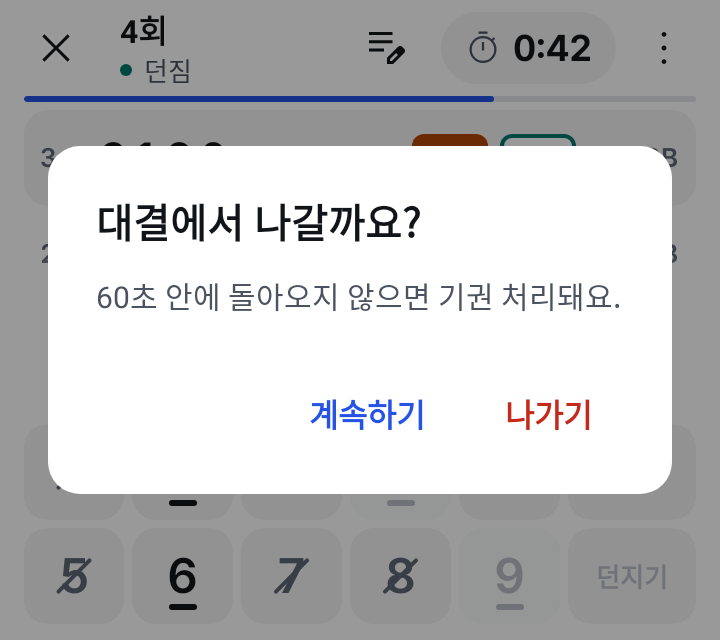 4회
던짐
0:42
대결에서 나갈까요?
60초 안에 돌아오지 않으면 기권 처리돼요.
계속하기
나가기
5
6
7
8
9
던지기